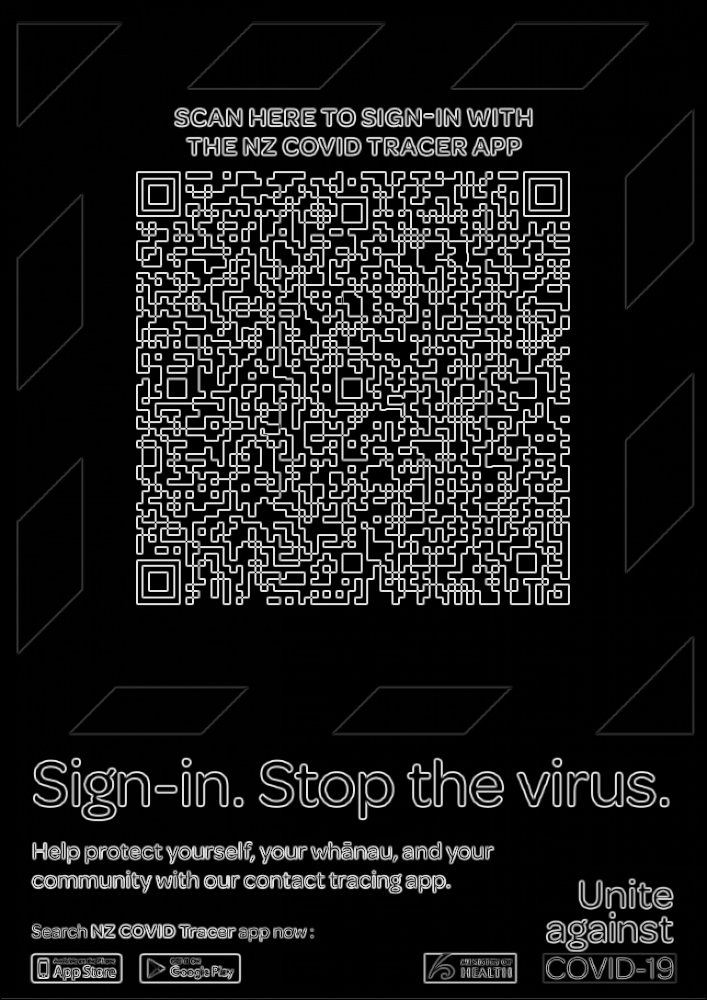 SCAN HERE TO SIGN-IN WITH
THE NZ COVID TRACER APP
Sign-in. Stop the virus.
Help protect yourself, your whānau, and your
community with our contact tracing app.
Search NZ COVID Tracer app now:
Available on the iPhone
App Store
GET IT ON
Google Play
MINISTRY OF
HEALTH
Unite
against
COVID-19